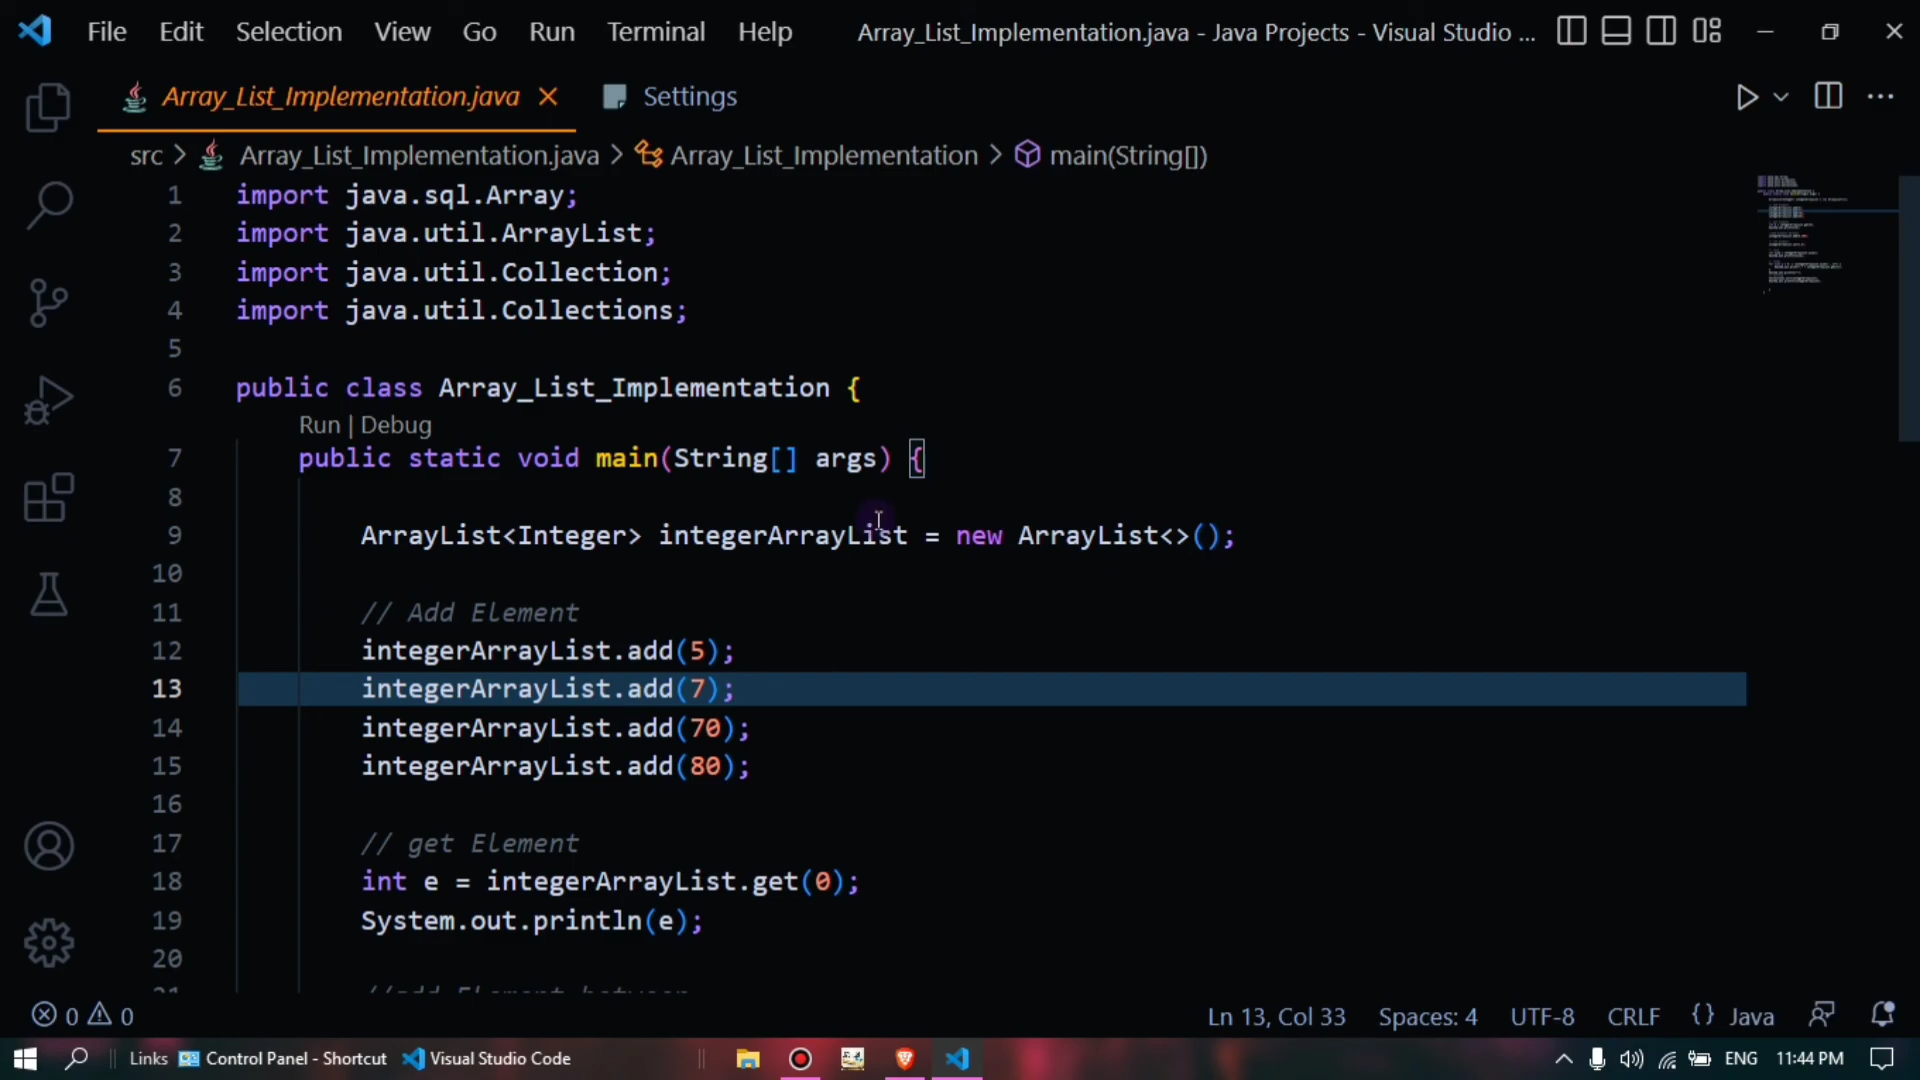 File Edit Selection View Go Run Terminal Help Array_List_Implementation.java - Java Projects - Visual Studio ...
Array_List_Implementation.java Settings
src > Array_List_Implementation.java > Array_List_Implementation > main(String[])
1 import java.sql.Array;
2 import java.util.ArrayList;
3 import java.util.Collection;
4 import java.util.Collections;
5
6 public class Array_List_Implementation {
Run | Debug
7 public static void main(String[] args) {
8
9 ArrayList<Integer> integerArrayList = new ArrayList<>();
10
11 // Add Element
12 integerArrayList.add(5);
13 integerArrayList.add(7);
14 integerArrayList.add(70);
15 integerArrayList.add(80);
16
17 // get Element
18 int e = integerArrayList.get(0);
19 System.out.println(e);
20
21 //add Element between
0 0 Ln 13, Col 33 Spaces: 4 UTF-8 CRLF {} Java
Links Control Panel - Shortcut Visual Studio Code ENG 11:44 PM